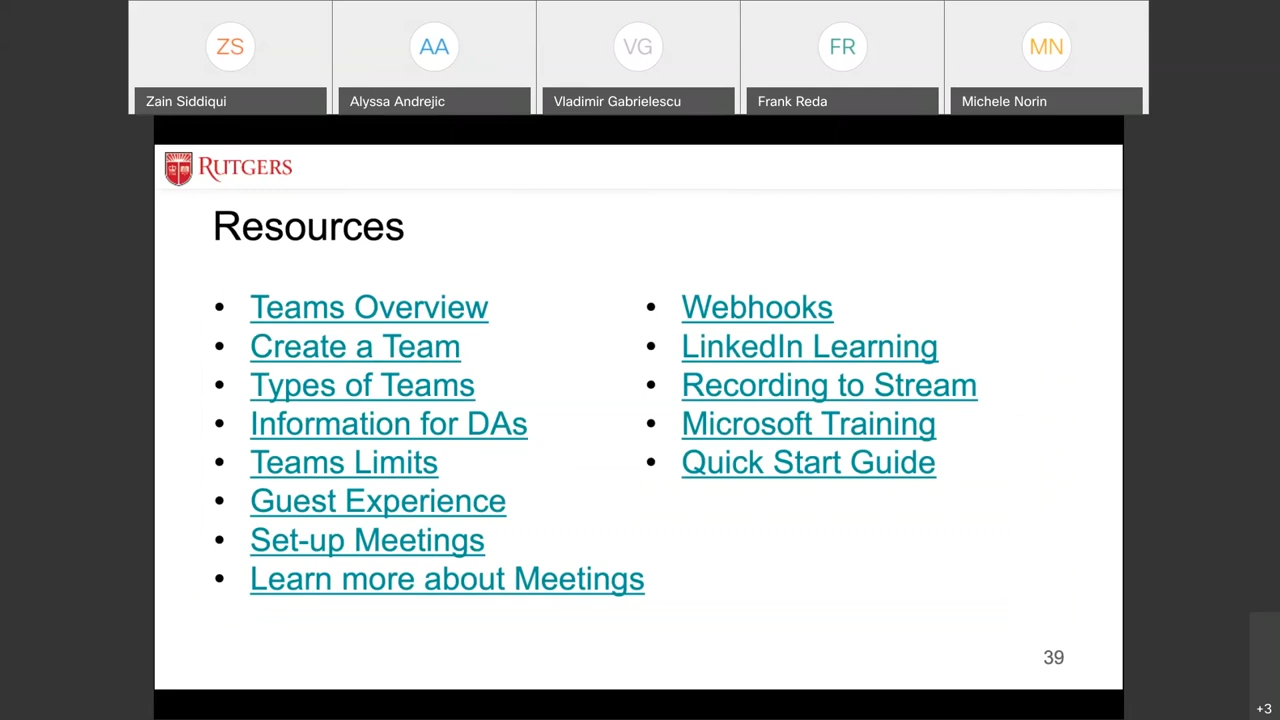 ZS
AA
VG
FR
MN
Zain Siddiqui
Alyssa Andrejic
Vladimir Gabrielescu
Frank Reda
Michele Norin
RUTGERS
Resources
• Teams Overview
• Create a Team
• Types of Teams
• Information for DAs
• Teams Limits
• Guest Experience
• Set-up Meetings
• Learn more about Meetings
• Webhooks
• LinkedIn Learning
• Recording to Stream
• Microsoft Training
• Quick Start Guide
39
+3